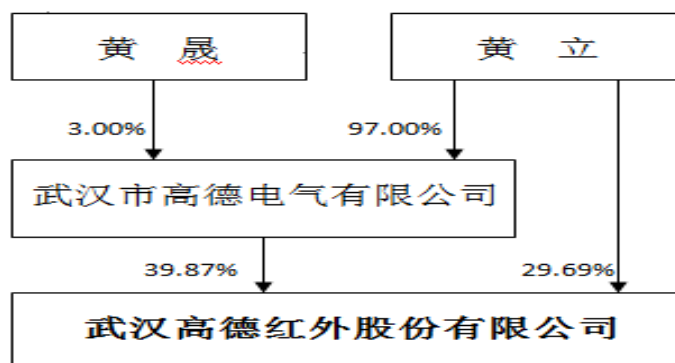 黄 晟
黄 立
3.00%
97.00%
武汉市高德电气有限公司
39.87%
29.69%
武汉高德红外股份有限公司